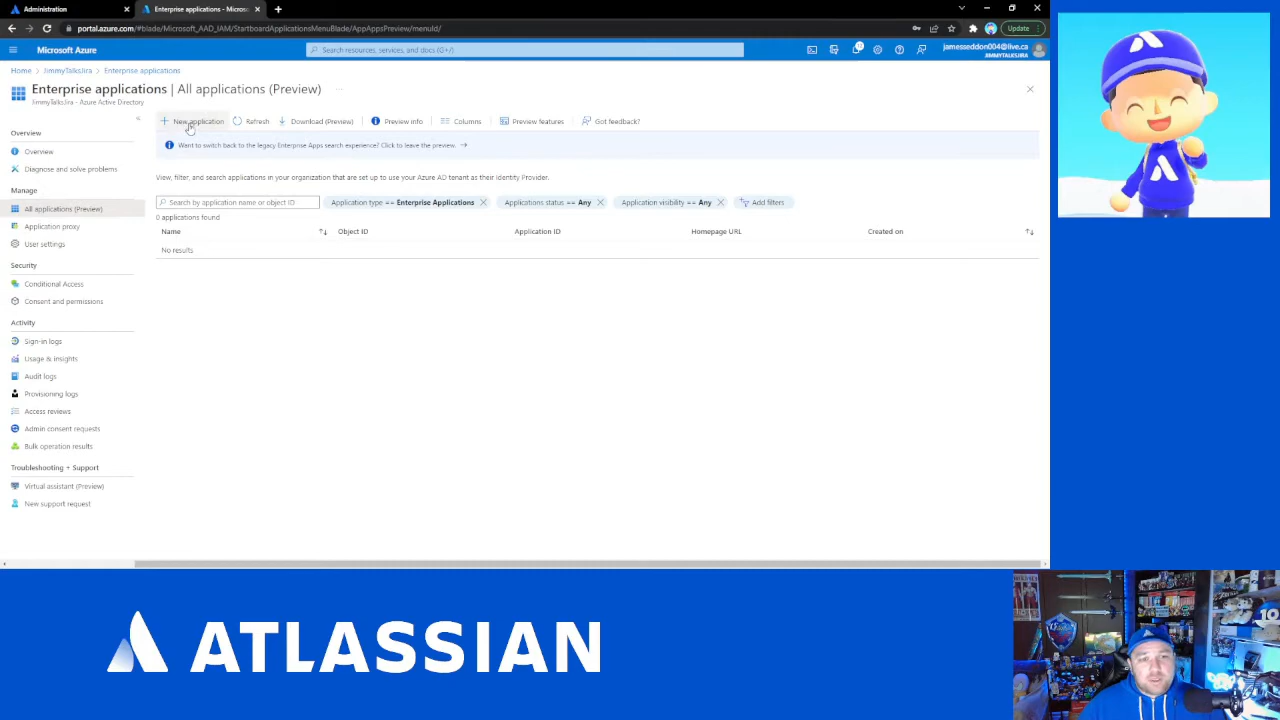 Administration
Enterprise applications - Micros
portal.azure.com/#blade/Microsoft_AAD_IAM/StartboardApplicationsMenuBlade/AppAppsPreview/menuId/
Update
Microsoft Azure
Search resources, services, and docs (G+/)
jamesseddon004@live.ca
JIMMYTALKSJIRA
Home > JimmyTalksJira > Enterprise applications
Enterprise applications | All applications (Preview)
JimmyTalksJira - Azure Active Directory
New application
Refresh
Download (Preview)
Preview info
Columns
Preview features
Got feedback?
Want to switch back to the legacy Enterprise Apps search experience? Click to leave the preview.
View, filter, and search applications in your organization that are set up to use your Azure AD tenant as their Identity Provider.
Search by application name or object ID
Application type == Enterprise Applications
Applications status == Any
Application visibility == Any
Add filters
0 applications found
Name
Object ID
Application ID
Homepage URL
Created on
No results
Overview
Overview
Diagnose and solve problems
Manage
All applications (Preview)
Application proxy
User settings
Security
Conditional Access
Consent and permissions
Activity
Sign-in logs
Usage & insights
Audit logs
Provisioning logs
Access reviews
Admin consent requests
Bulk operation results
Troubleshooting + Support
Virtual assistant (Preview)
New support request
ATLASSIAN